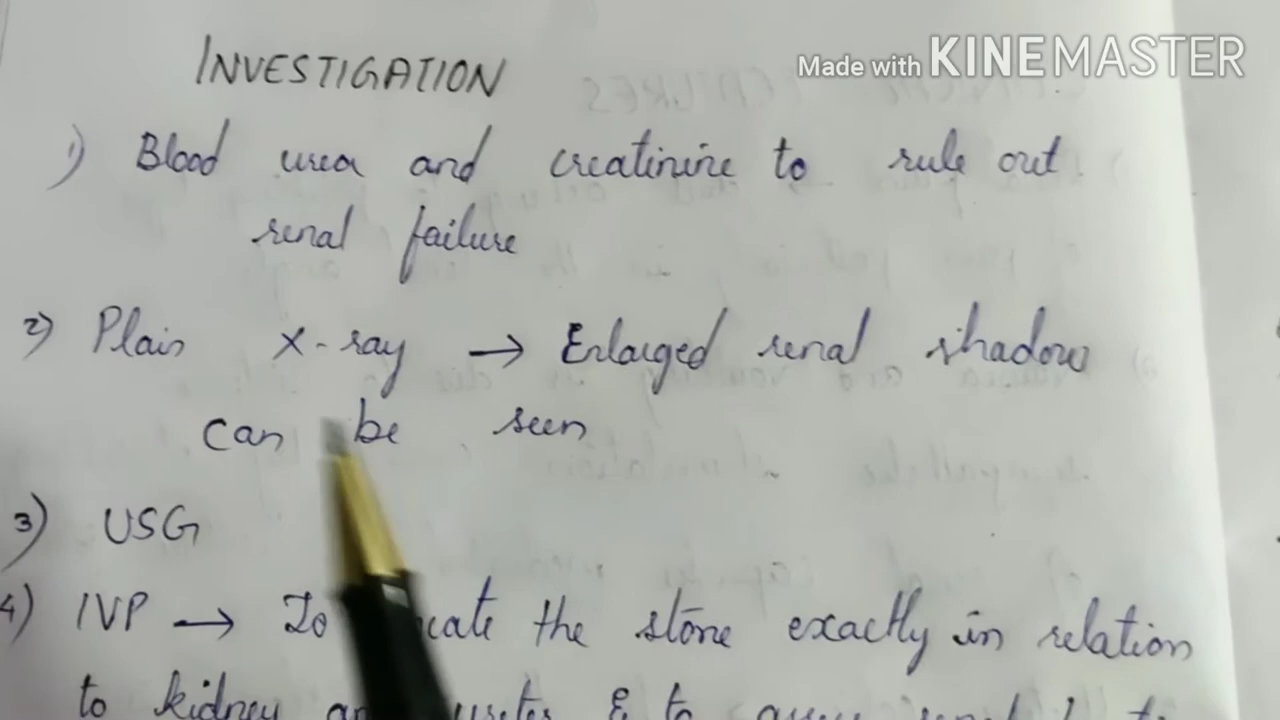 Made with KINEMASTER
INVESTIGATION
1) Blood urea and creatinine to rule out
renal failure
2) Plain X-ray → Enlarged renal shadow
can be seen
3) USG
4) IVP → To the stone exactly in relation
to kidney & to